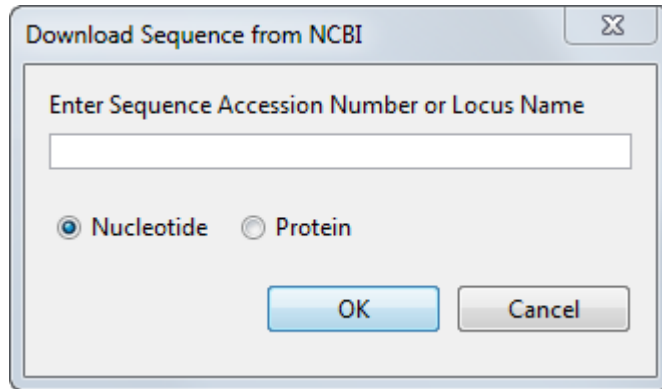 Download Sequence from NCBI
Enter Sequence Accession Number or Locus Name
Nucleotide Protein
OK Cancel